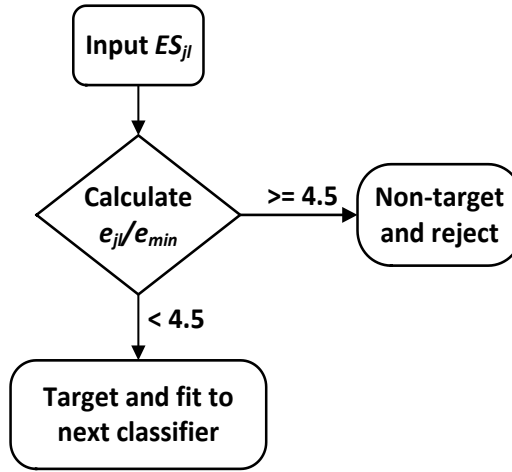 Input ES_jl
Calculate
e_jl/e_min
>= 4.5
Non-target
and reject
< 4.5
Target and fit to
next classifier